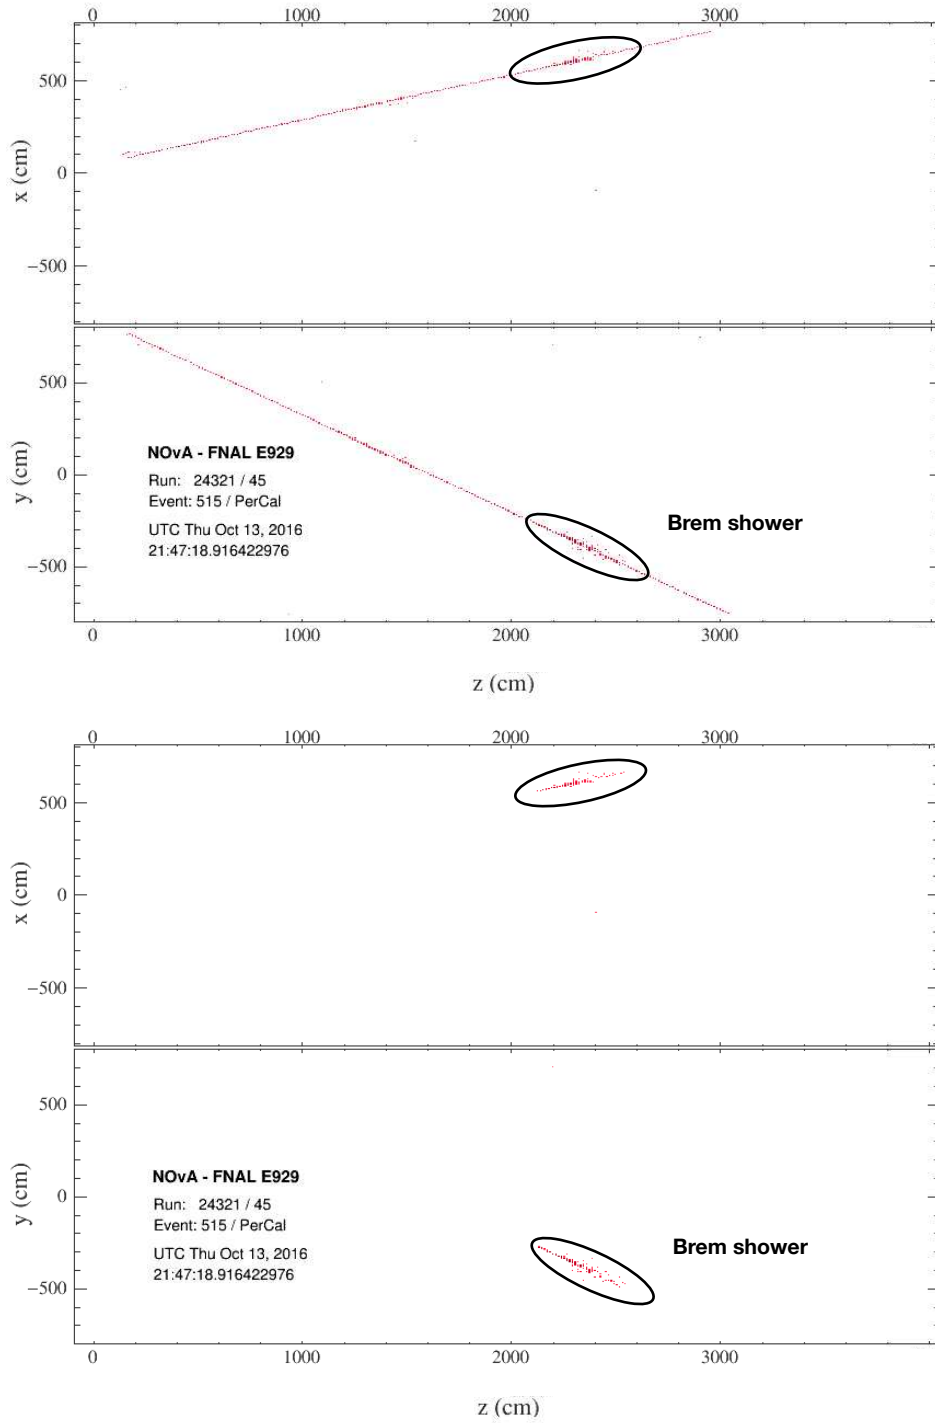 0 1000 2000 3000
500
0
−500
x (cm)
500
0
−500
y (cm)
NOvA - FNAL E929
Run: 24321 / 45
Event: 515 / PerCal
UTC Thu Oct 13, 2016
21:47:18.916422976
Brem shower
0 1000 2000 3000
z (cm)
0 1000 2000 3000
500
0
−500
x (cm)
500
0
−500
y (cm)
NOvA - FNAL E929
Run: 24321 / 45
Event: 515 / PerCal
UTC Thu Oct 13, 2016
21:47:18.916422976
Brem shower
0 1000 2000 3000
z (cm)